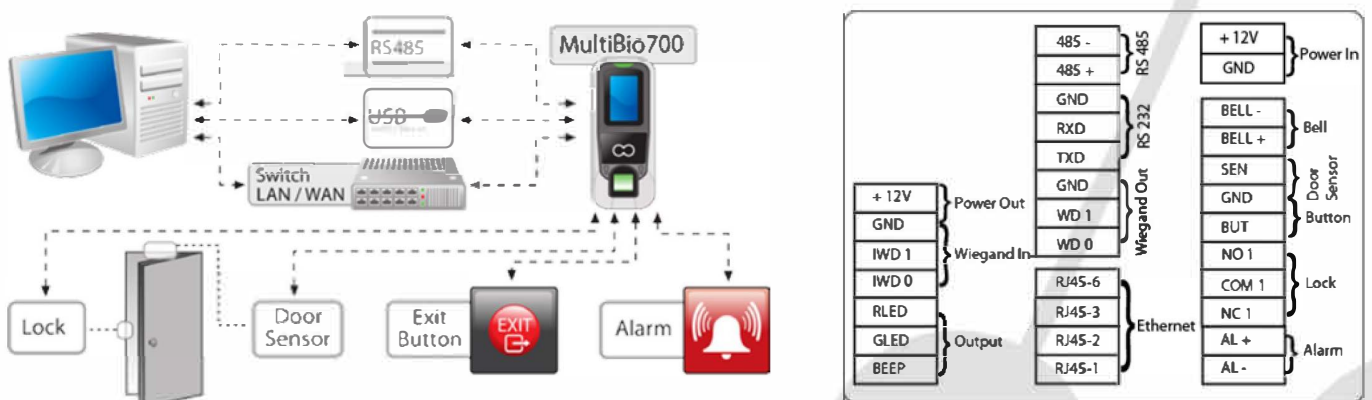 RS485
MultiBio700
USB
Switch
LAN / WAN
Lock
Door
Sensor
Exit
Button
EXIT
Alarm
+ 12V
GND
IWD 1
IWD 0
RLED
GLED
BEEP
Power Out
Wiegand In
Output
485 -
485 +
GND
RXD
TXD
GND
WD 1
WD 0
RS 485
RS 232
Wiegand Out
RJ45-6
RJ45-3
RJ45-2
RJ45-1
Ethernet
+ 12V
GND
Power In
BELL -
BELL +
SEN
GND
BUT
NO 1
COM 1
NC 1
AL +
AL -
Bell
Door
Sensor
Button
Lock
Alarm